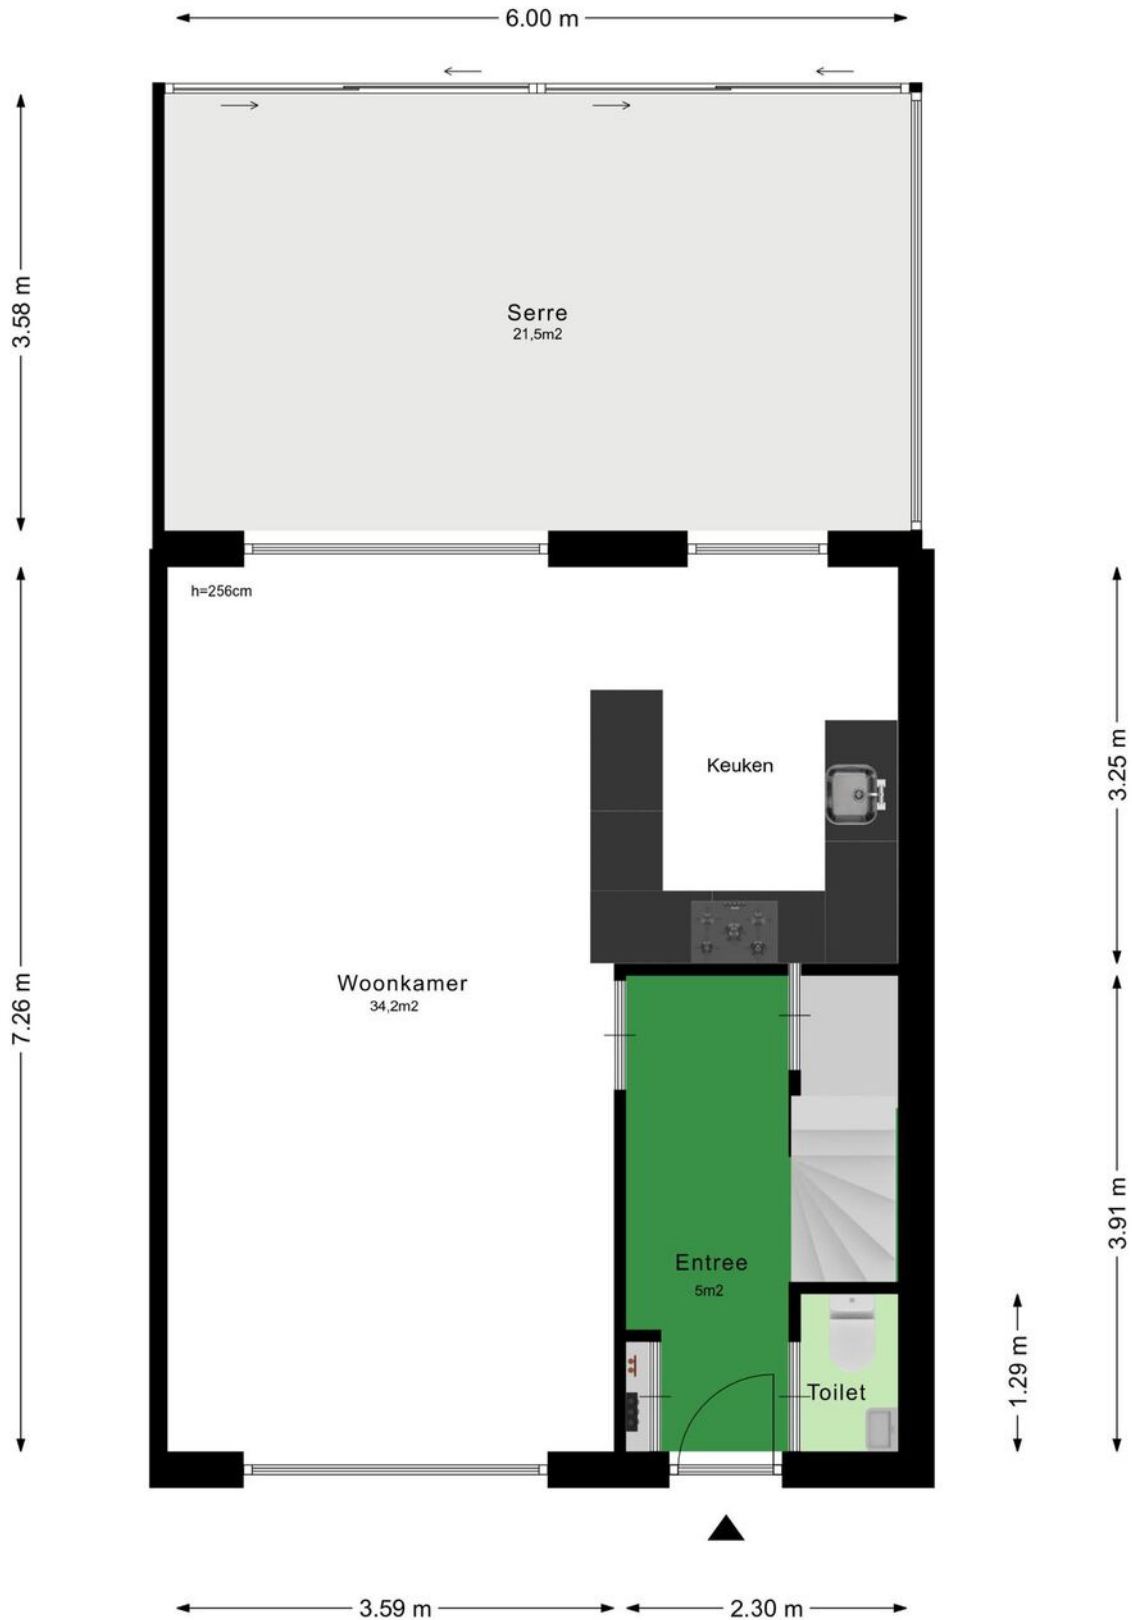 6.00 m
3.58 m
Serre
21,5m2
h=256cm
Keuken
3.25 m
Woonkamer
34,2m2
7.26 m
3.91 m
Entree
5m2
1.29 m
Toilet
3.59 m
2.30 m